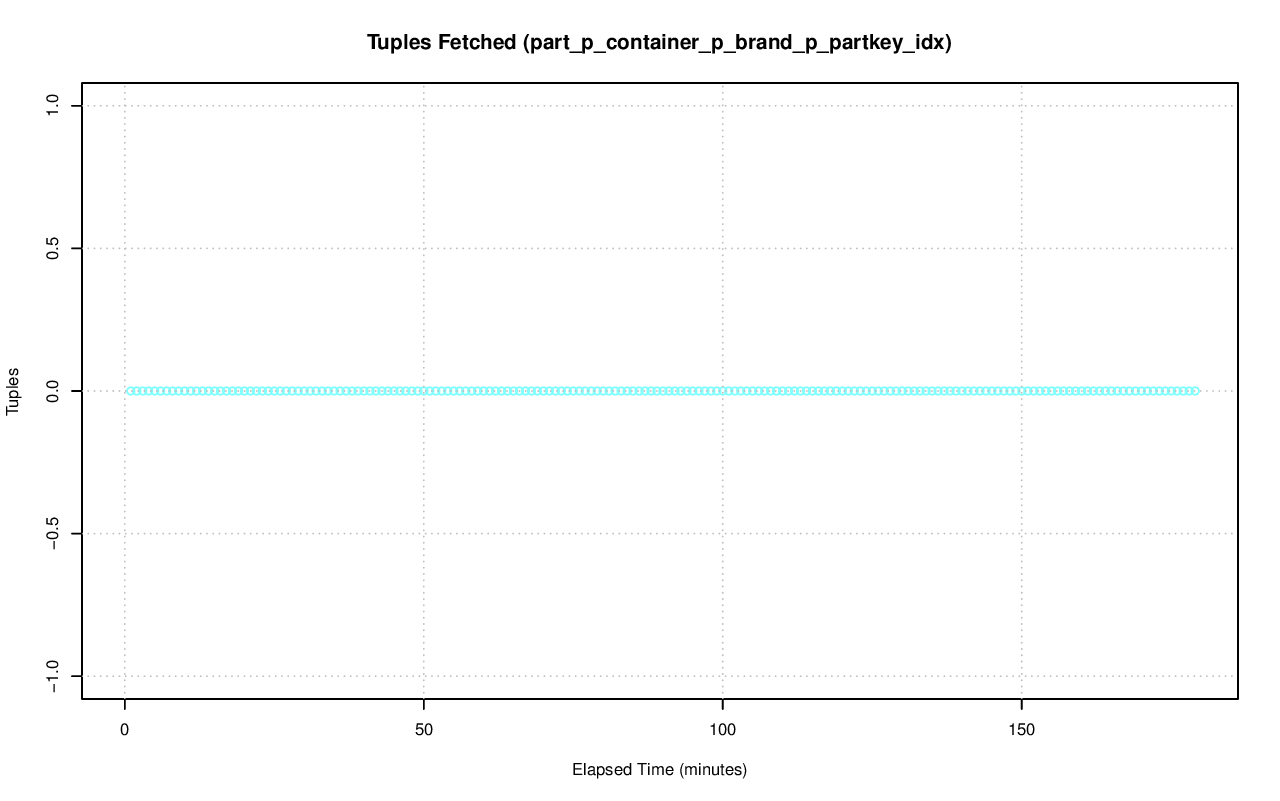 Tuples Fetched (part_p_container_p_brand_p_partkey_idx)
1.0
0.5
0.0
−0.5
−1.0
Tuples
0 50 100 150
Elapsed Time (minutes)